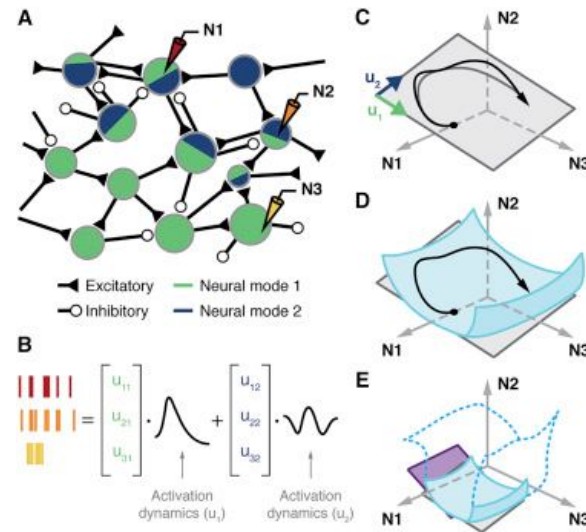 A
N1
N2
N3
Excitatory
Neural mode 1
Inhibitory
Neural mode 2
B
u11
u21
u31
=
·
+
u12
u22
u32
·
Activation
dynamics (u1)
Activation
dynamics (u2)
C
N2
u2
u1
N1
N3
D
N2
N1
N3
E
N2
N1
N3